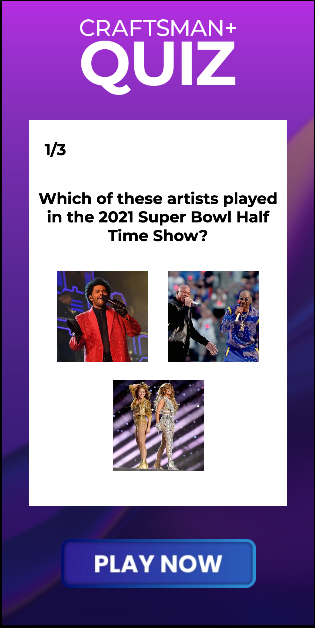 CRAFTSMAN+
QUIZ
1/3
Which of these artists played
in the 2021 Super Bowl Half
Time Show?
PLAY NOW